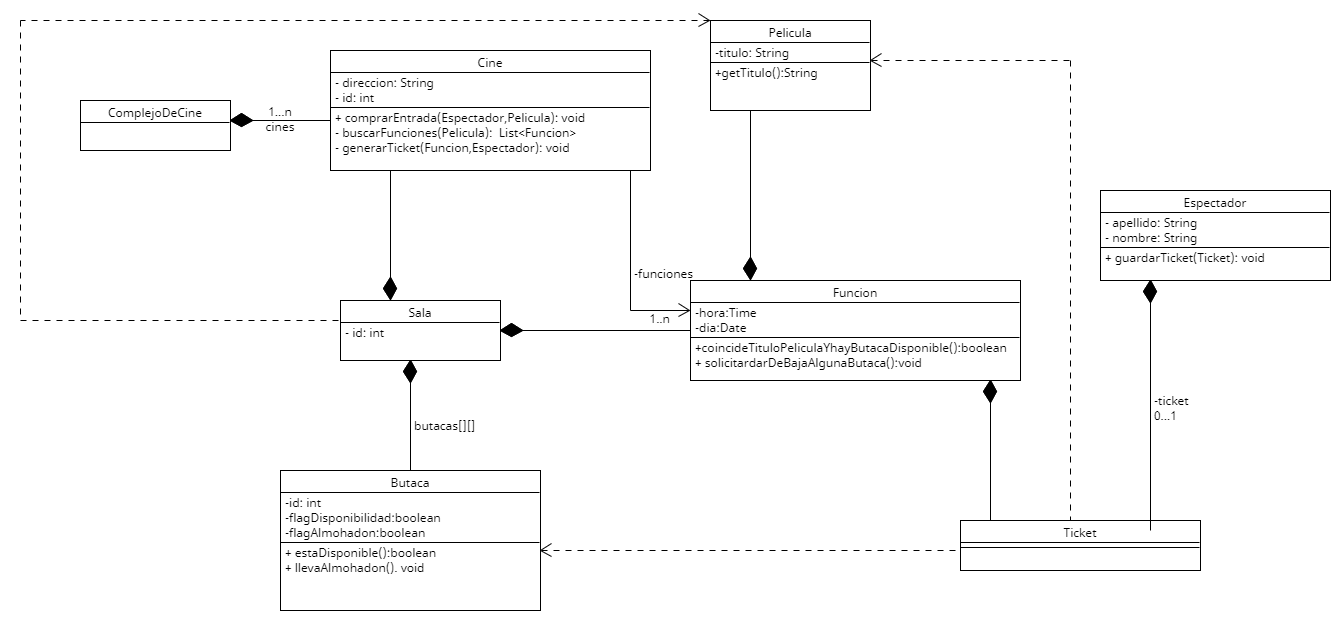 Pelicula
-titulo: String
+getTitulo():String
Cine
- direccion: String
- id: int
+ comprarEntrada(Espectador,Pelicula): void
- buscarFunciones(Pelicula):  List<Funcion>
- generarTicket(Funcion,Espectador): void
ComplejoDeCine
1...n
cines
Espectador
- apellido: String
- nombre: String
+ guardarTicket(Ticket): void
-funciones
1..n
Funcion
-hora:Time
-dia:Date
+coincideTituloPeliculaYhayButacaDisponible():boolean
+ solicitardarDeBajaAlgunaButaca():void
Sala
- id: int
-ticket
0...1
butacas[][]
Butaca
-id: int
-flagDisponibilidad:boolean
-flagAlmohadon:boolean
+ estaDisponible():boolean
+ llevaAlmohadon(). void
Ticket